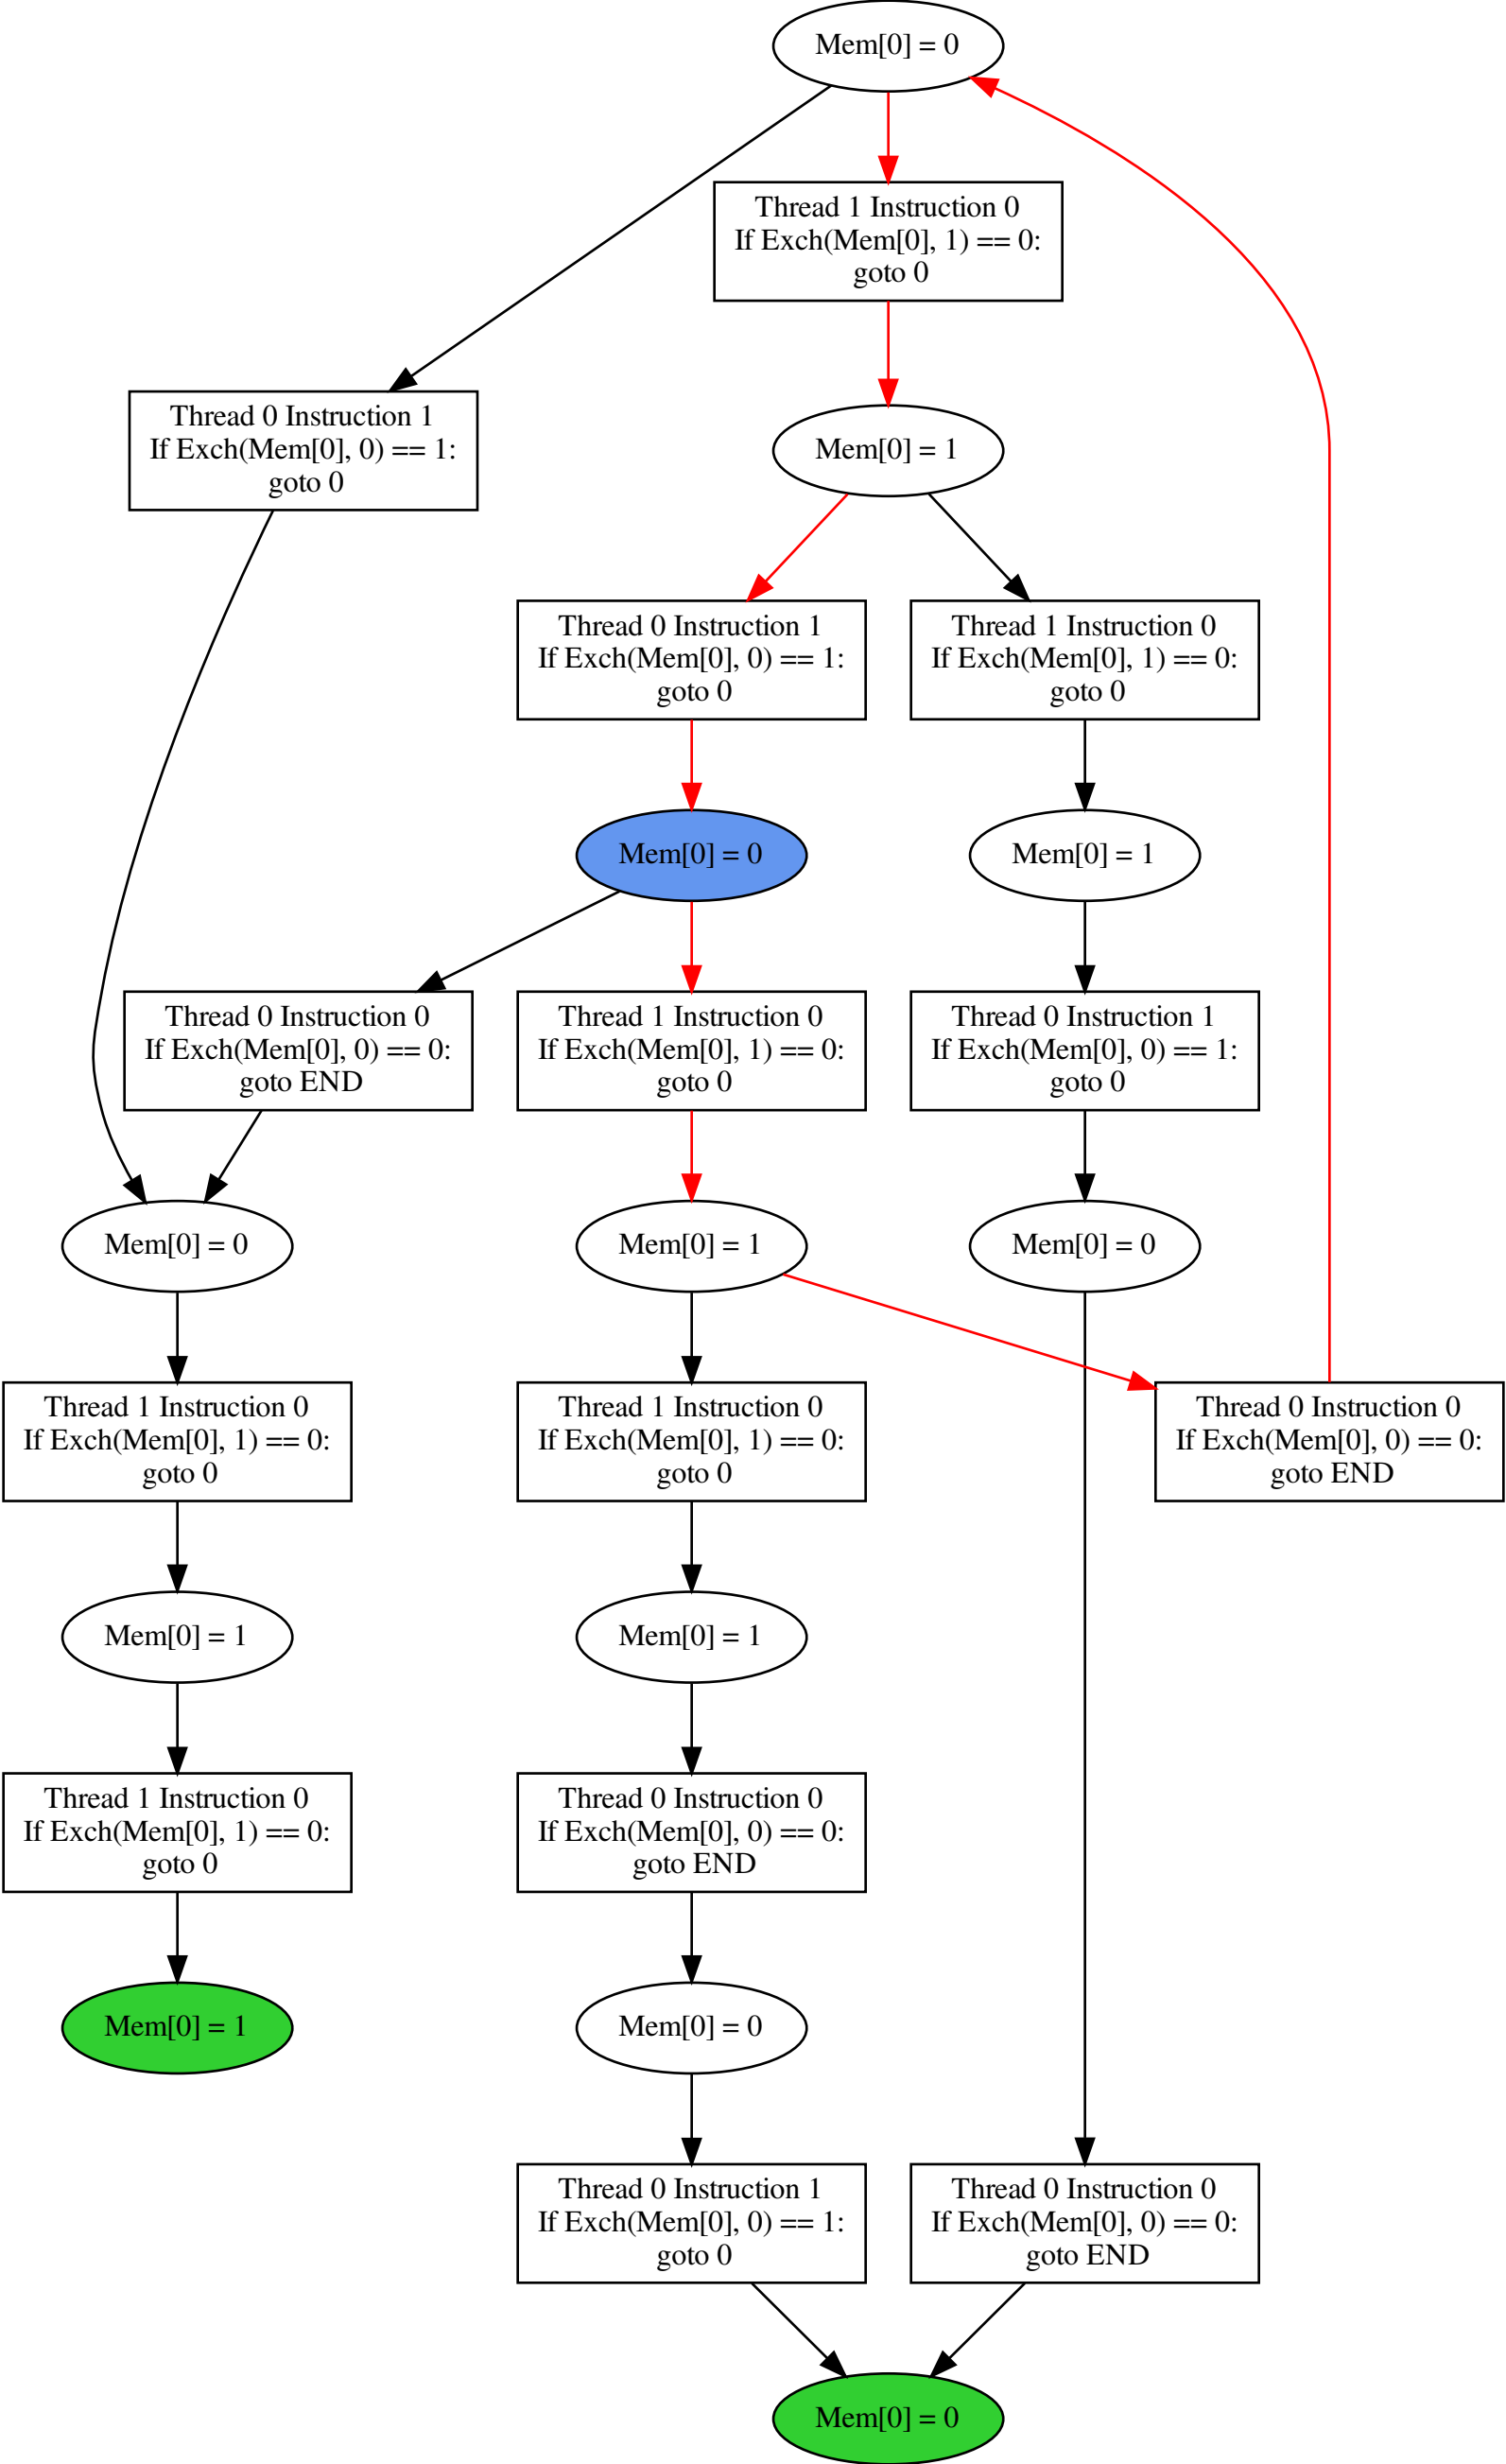 Mem[0] = 0
Thread 1 Instruction 0
If Exch(Mem[0], 1) == 0:
goto 0
Thread 0 Instruction 1
If Exch(Mem[0], 0) == 1:
goto 0
Mem[0] = 1
Thread 0 Instruction 1
If Exch(Mem[0], 0) == 1:
goto 0
Thread 1 Instruction 0
If Exch(Mem[0], 1) == 0:
goto 0
Mem[0] = 0
Mem[0] = 1
Thread 0 Instruction 0
If Exch(Mem[0], 0) == 0:
goto END
Thread 1 Instruction 0
If Exch(Mem[0], 1) == 0:
goto 0
Thread 0 Instruction 1
If Exch(Mem[0], 0) == 1:
goto 0
Mem[0] = 0
Mem[0] = 1
Mem[0] = 0
Thread 1 Instruction 0
If Exch(Mem[0], 1) == 0:
goto 0
Thread 1 Instruction 0
If Exch(Mem[0], 1) == 0:
goto 0
Thread 0 Instruction 0
If Exch(Mem[0], 0) == 0:
goto END
Mem[0] = 1
Mem[0] = 1
Thread 1 Instruction 0
If Exch(Mem[0], 1) == 0:
goto 0
Thread 0 Instruction 0
If Exch(Mem[0], 0) == 0:
goto END
Mem[0] = 1
Mem[0] = 0
Thread 0 Instruction 1
If Exch(Mem[0], 0) == 1:
goto 0
Thread 0 Instruction 0
If Exch(Mem[0], 0) == 0:
goto END
Mem[0] = 0